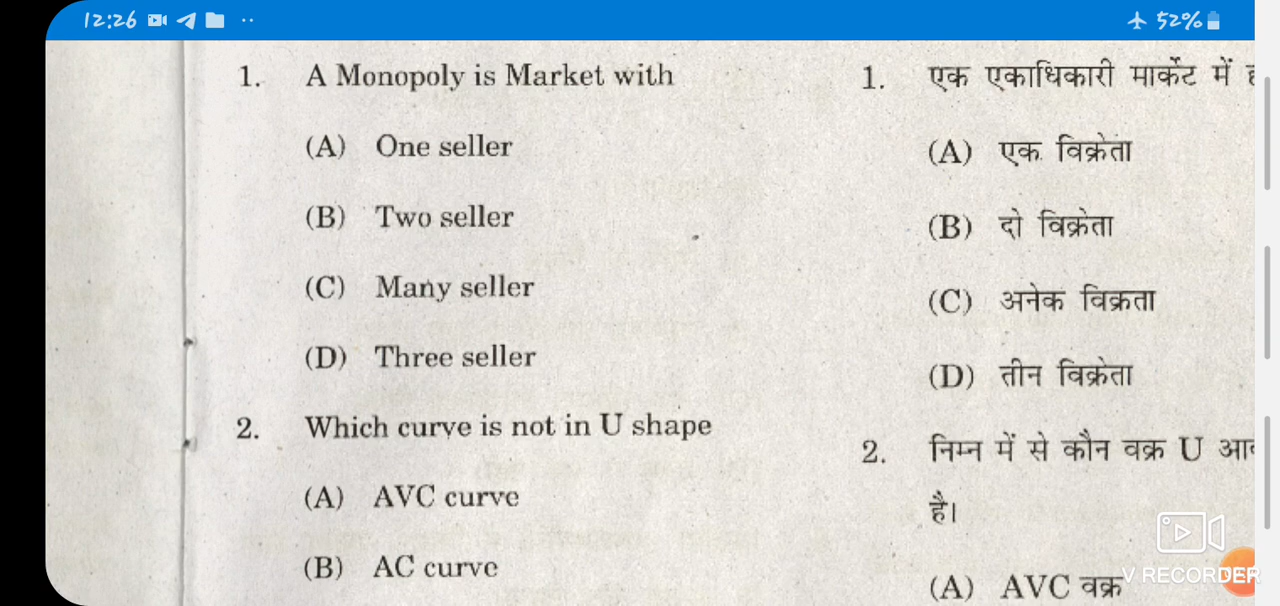 12:26
52%
1. A Monopoly is Market with
(A) One seller
(B) Two seller
(C) Many seller
(D) Three seller
2. Which curve is not in U shape
(A) AVC curve
(B) AC curve
1. एक एकाधिकारी मार्केट में
(A) एक विक्रेता
(B) दो विक्रेता
(C) अनेक विक्रता
(D) तीन विक्रेता
2. निम्न में से कौन वक्र U
है।
(A) AVC वक्र
V RECORDER